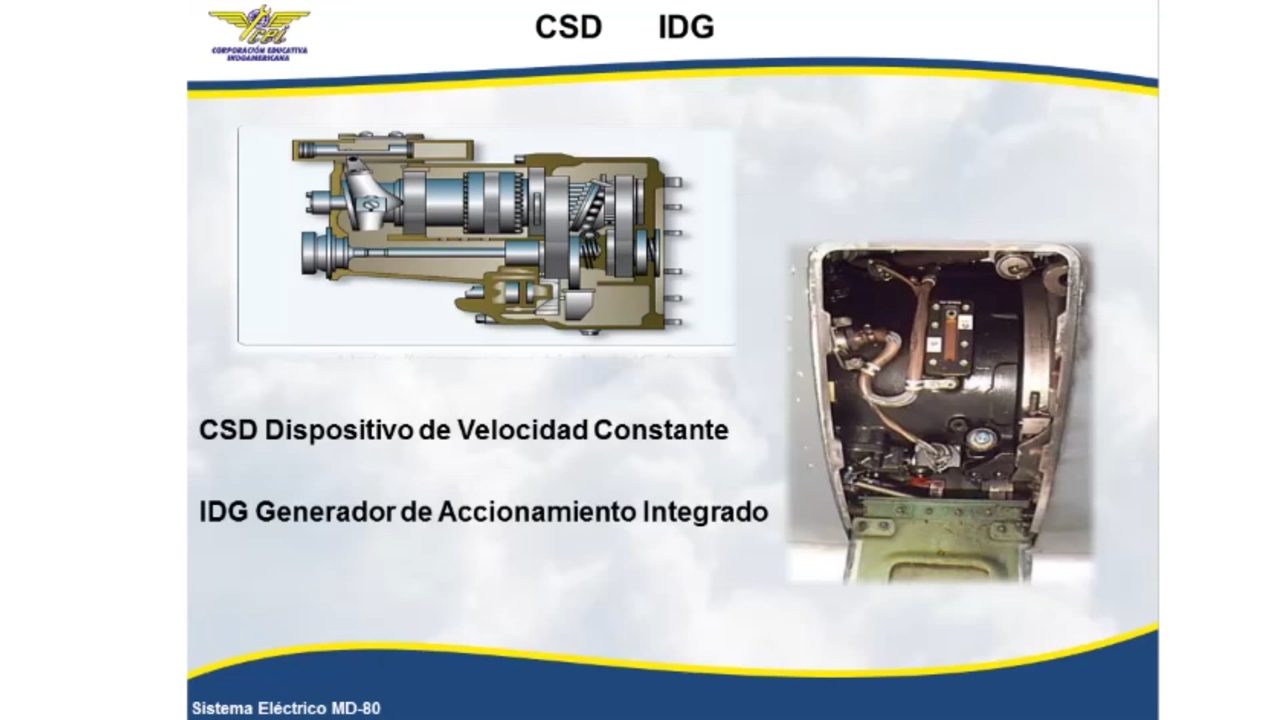 CSD IDG
CPI
CORPORACIÓN EDUCATIVA
INDOAMERICANA
CSD Dispositivo de Velocidad Constante
IDG Generador de Accionamiento Integrado
Sistema Eléctrico MD-80